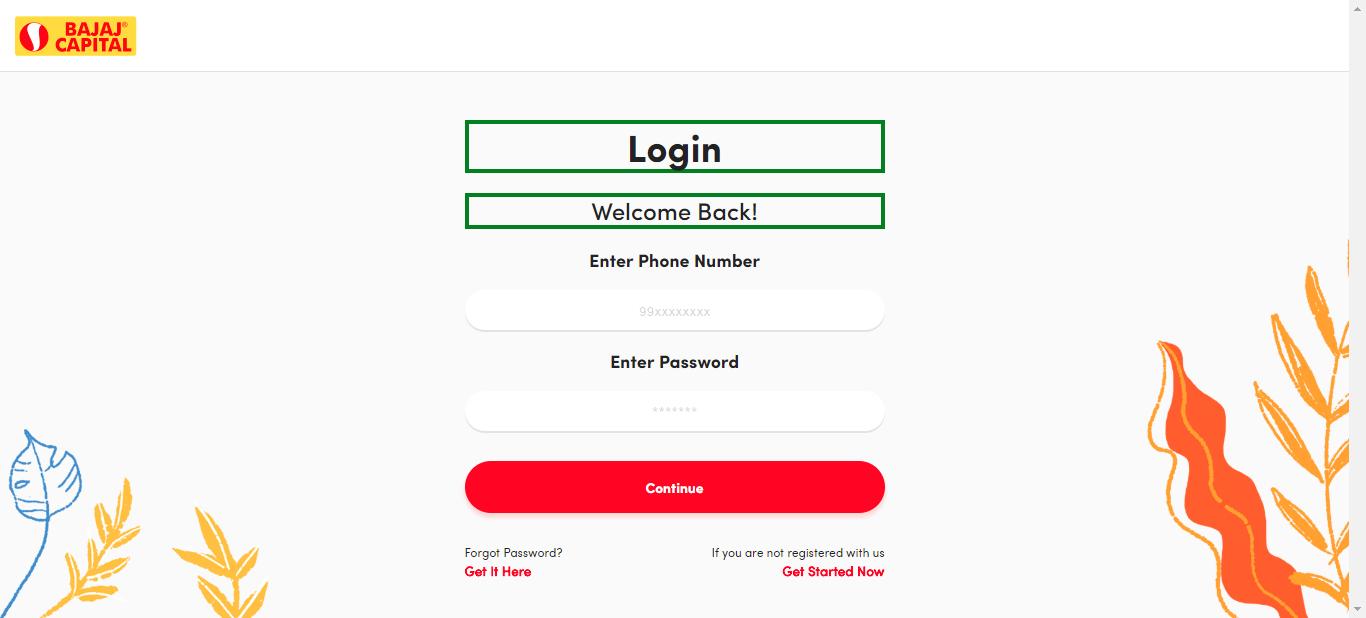 BAJAJ®
CAPITAL
Login
Welcome Back!
Enter Phone Number
99xxxxxxxx
Enter Password
*******
Continue
Forgot Password?
Get It Here
If you are not registered with us
Get Started Now